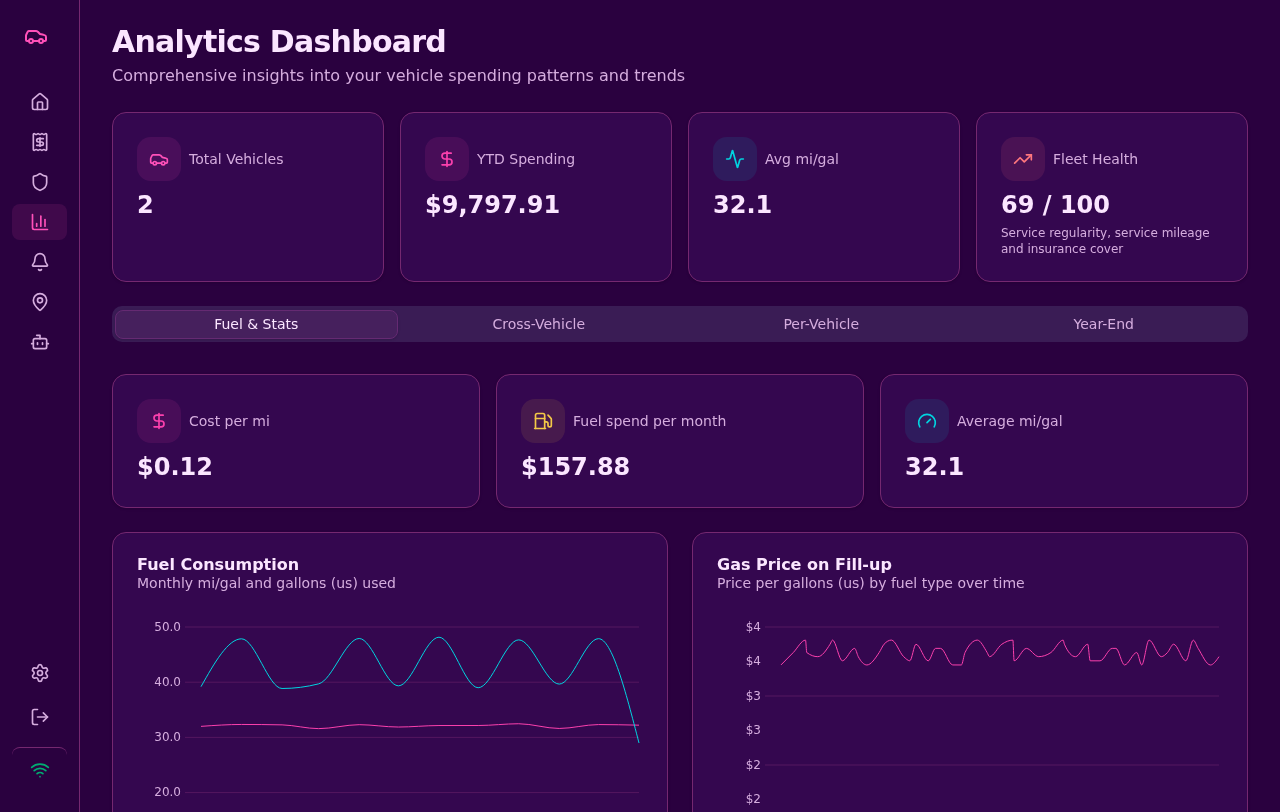 Analytics Dashboard
Comprehensive insights into your vehicle spending patterns and trends
Total Vehicles
2
YTD Spending
$9,797.91
Avg mi/gal
32.1
Fleet Health
69 / 100
Service regularity, service mileage
and insurance cover
Fuel & Stats
Cross-Vehicle
Per-Vehicle
Year-End
Cost per mi
$0.12
Fuel spend per month
$157.88
Average mi/gal
32.1
Fuel Consumption
Monthly mi/gal and gallons (us) used
50.0
40.0
30.0
20.0
Gas Price on Fill-up
Price per gallons (us) by fuel type over time
$4
$4
$3
$3
$2
$2